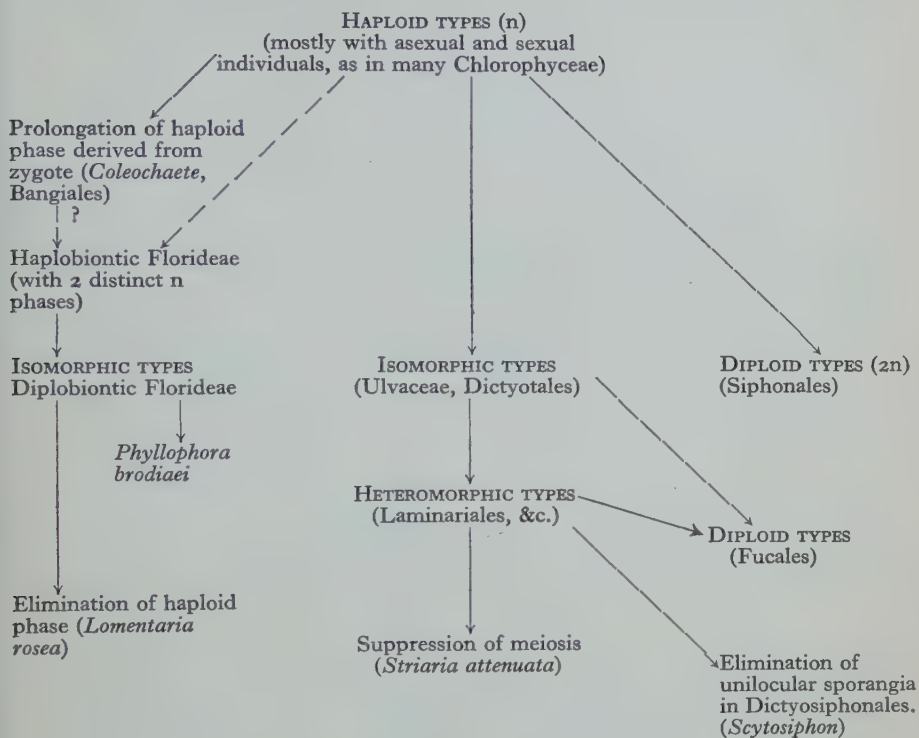 HAPLOID TYPES (n)
(mostly with asexual and sexual
individuals, as in many Chlorophyceae)
Prolongation of haploid
phase derived from
zygote (Coleochaete,
Bangiales)
?
Haplobiontic Florideae
(with 2 distinct n
phases)
ISOMORPHIC TYPES
Diplobiontic Florideae
Phyllophora
brodiaei
Elimination of haploid
phase (Lomentaria
rosea)
ISOMORPHIC TYPES
(Ulvaceae, Dictyotales)
HETEROMORPHIC TYPES
(Laminariales, &c.)
Suppression of meiosis
(Striaria attenuata)
DIPLOID TYPES (2n)
(Siphonales)
DIPLOID TYPES
(Fucales)
Elimination of
unilocular sporangia
in Dictyosiphonales.
(Scytosiphon)